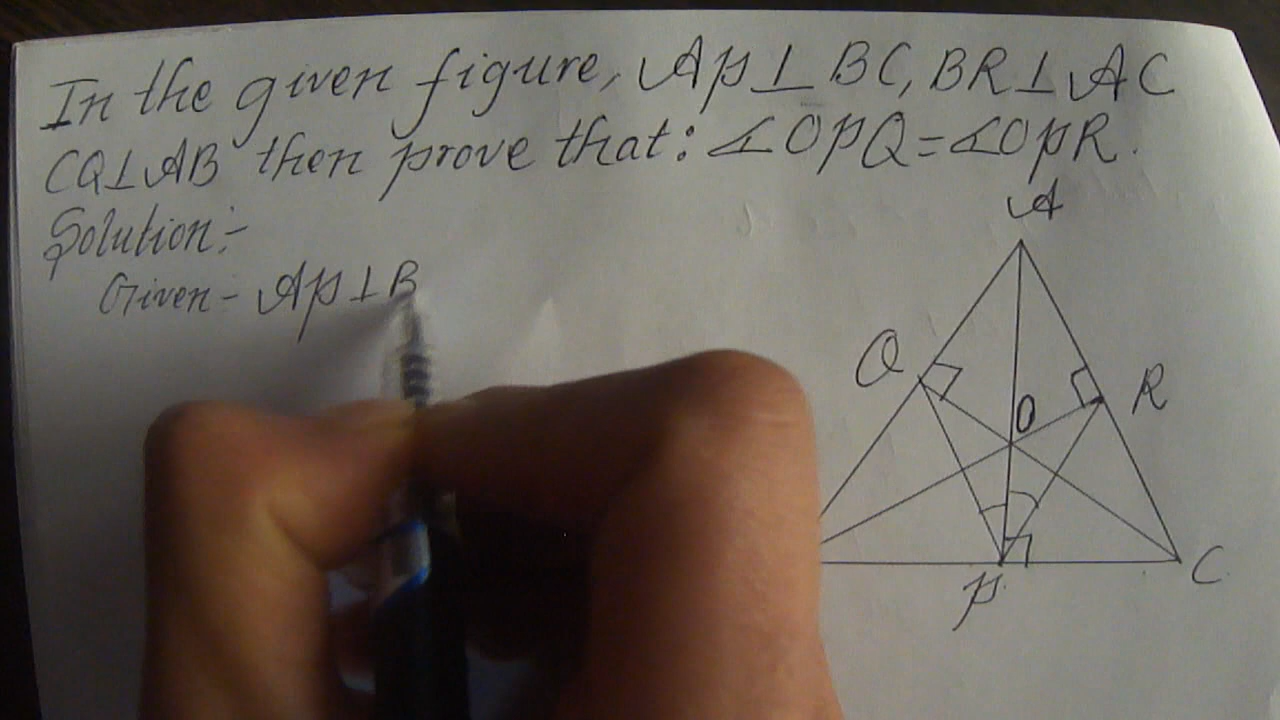 In the given figure, AP⊥ BC, BR⊥ AC
CQ⊥AB then prove that: ∠OPQ=∠OPR.
Solution:-
Given- AP⊥B
A
Q
R
O
P
C